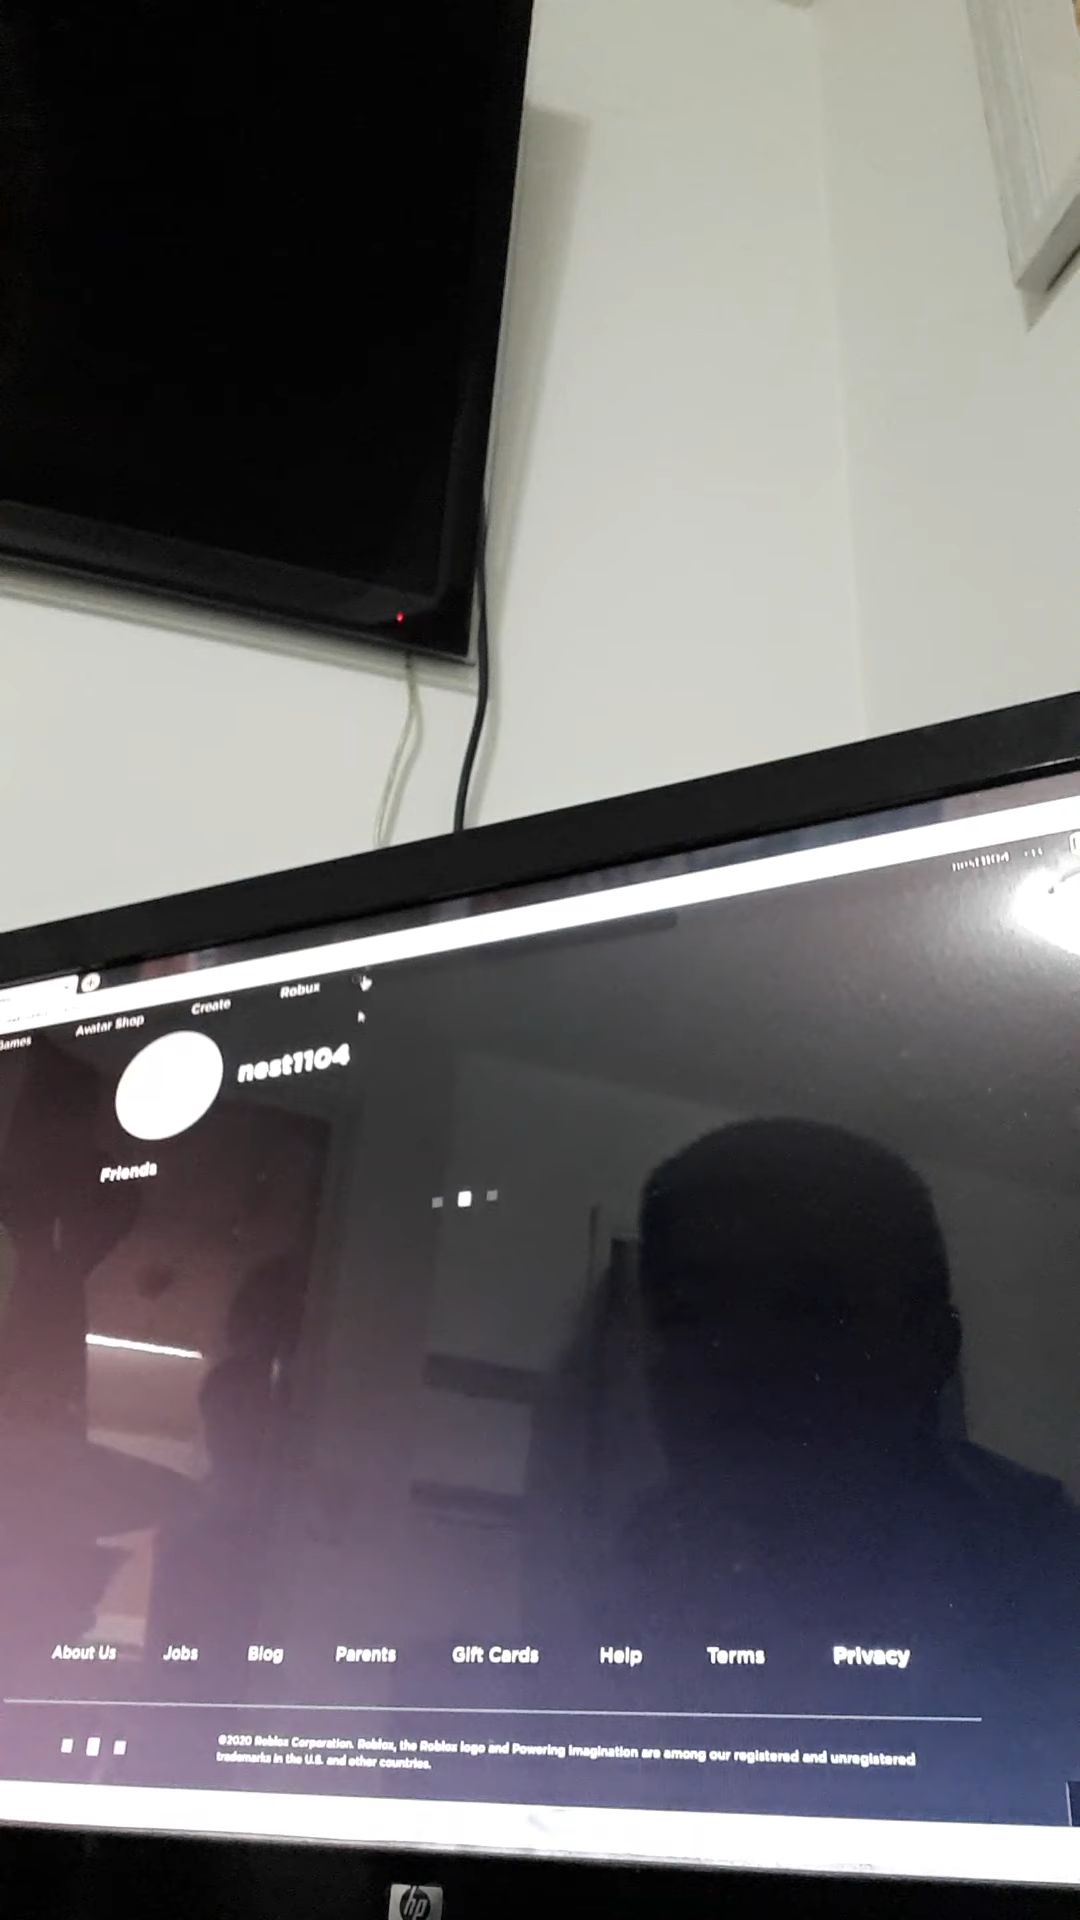 Games Avatar Shop Create Robux
nest1104
Friends
About Us Jobs Blog Parents Gift Cards Help Terms Privacy
©2020 Roblox Corporation. Roblox, the Roblox logo and Powering Imagination are among our registered and unregistered
trademarks in the U.S. and other countries.
hp